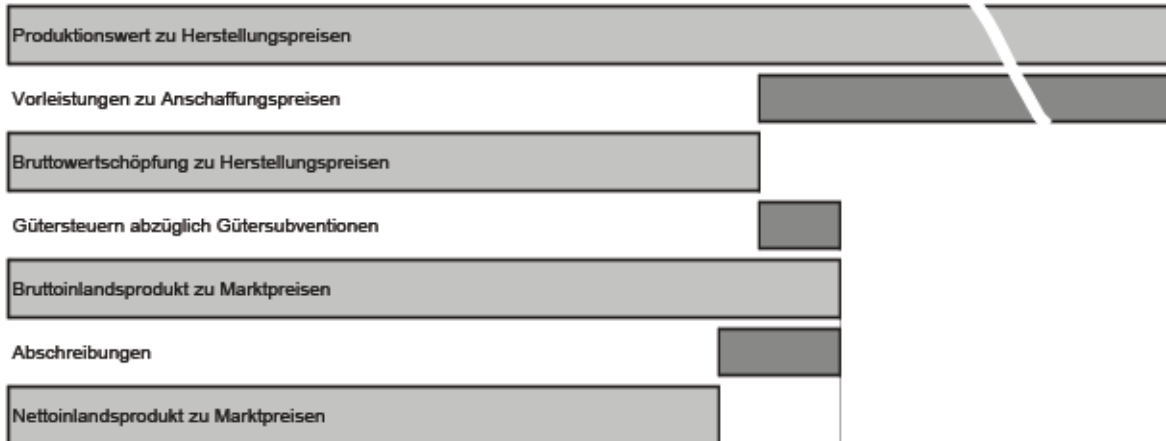 Produktionswert zu Herstellungspreisen
Vorleistungen zu Anschaffungspreisen
Bruttowertschöpfung zu Herstellungspreisen
Gütersteuern abzüglich Gütersubventionen
Bruttoinlandsprodukt zu Marktpreisen
Abschreibungen
Nettoinlandsprodukt zu Marktpreisen